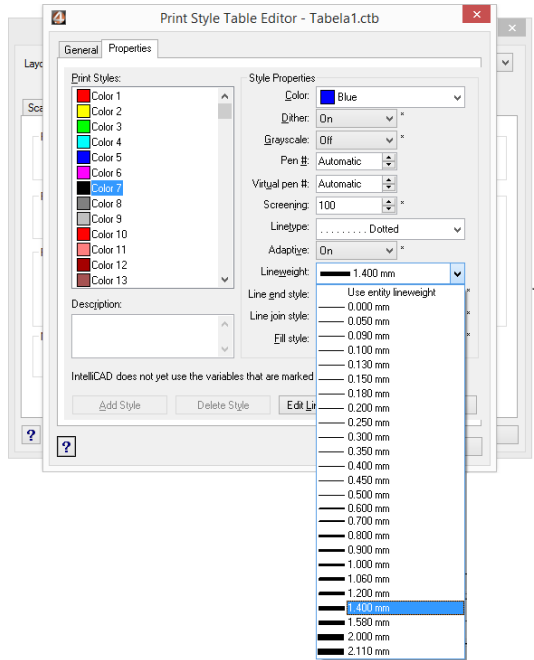 Print Style Table Editor - Tabela1.ctb
General
Properties
Print Styles:
Color 1
Color 2
Color 3
Color 4
Color 5
Color 6
Color 7
Color 8
Color 9
Color 10
Color 11
Color 12
Color 13
Description:
Style Properties
Color: Blue
Dither: On *
Grayscale: Off *
Pen #: Automatic
Virtual pen #: Automatic
Screening: 100 *
Linetype: . . . . . . . . . Dotted
Adaptive: On *
Lineweight: 1.400 mm
Line end style: *
Line join style: *
Fill style: *
Use entity lineweight
0.000 mm
0.050 mm
0.090 mm
0.100 mm
0.130 mm
0.150 mm
0.180 mm
0.200 mm
0.250 mm
0.300 mm
0.350 mm
0.400 mm
0.450 mm
0.500 mm
0.600 mm
0.700 mm
0.800 mm
0.900 mm
1.000 mm
1.060 mm
1.200 mm
1.400 mm
1.580 mm
2.000 mm
2.110 mm
IntelliCAD does not yet use the variables that are marked
Add Style
Delete Style
Edit Li
?
?
Layo
Sca